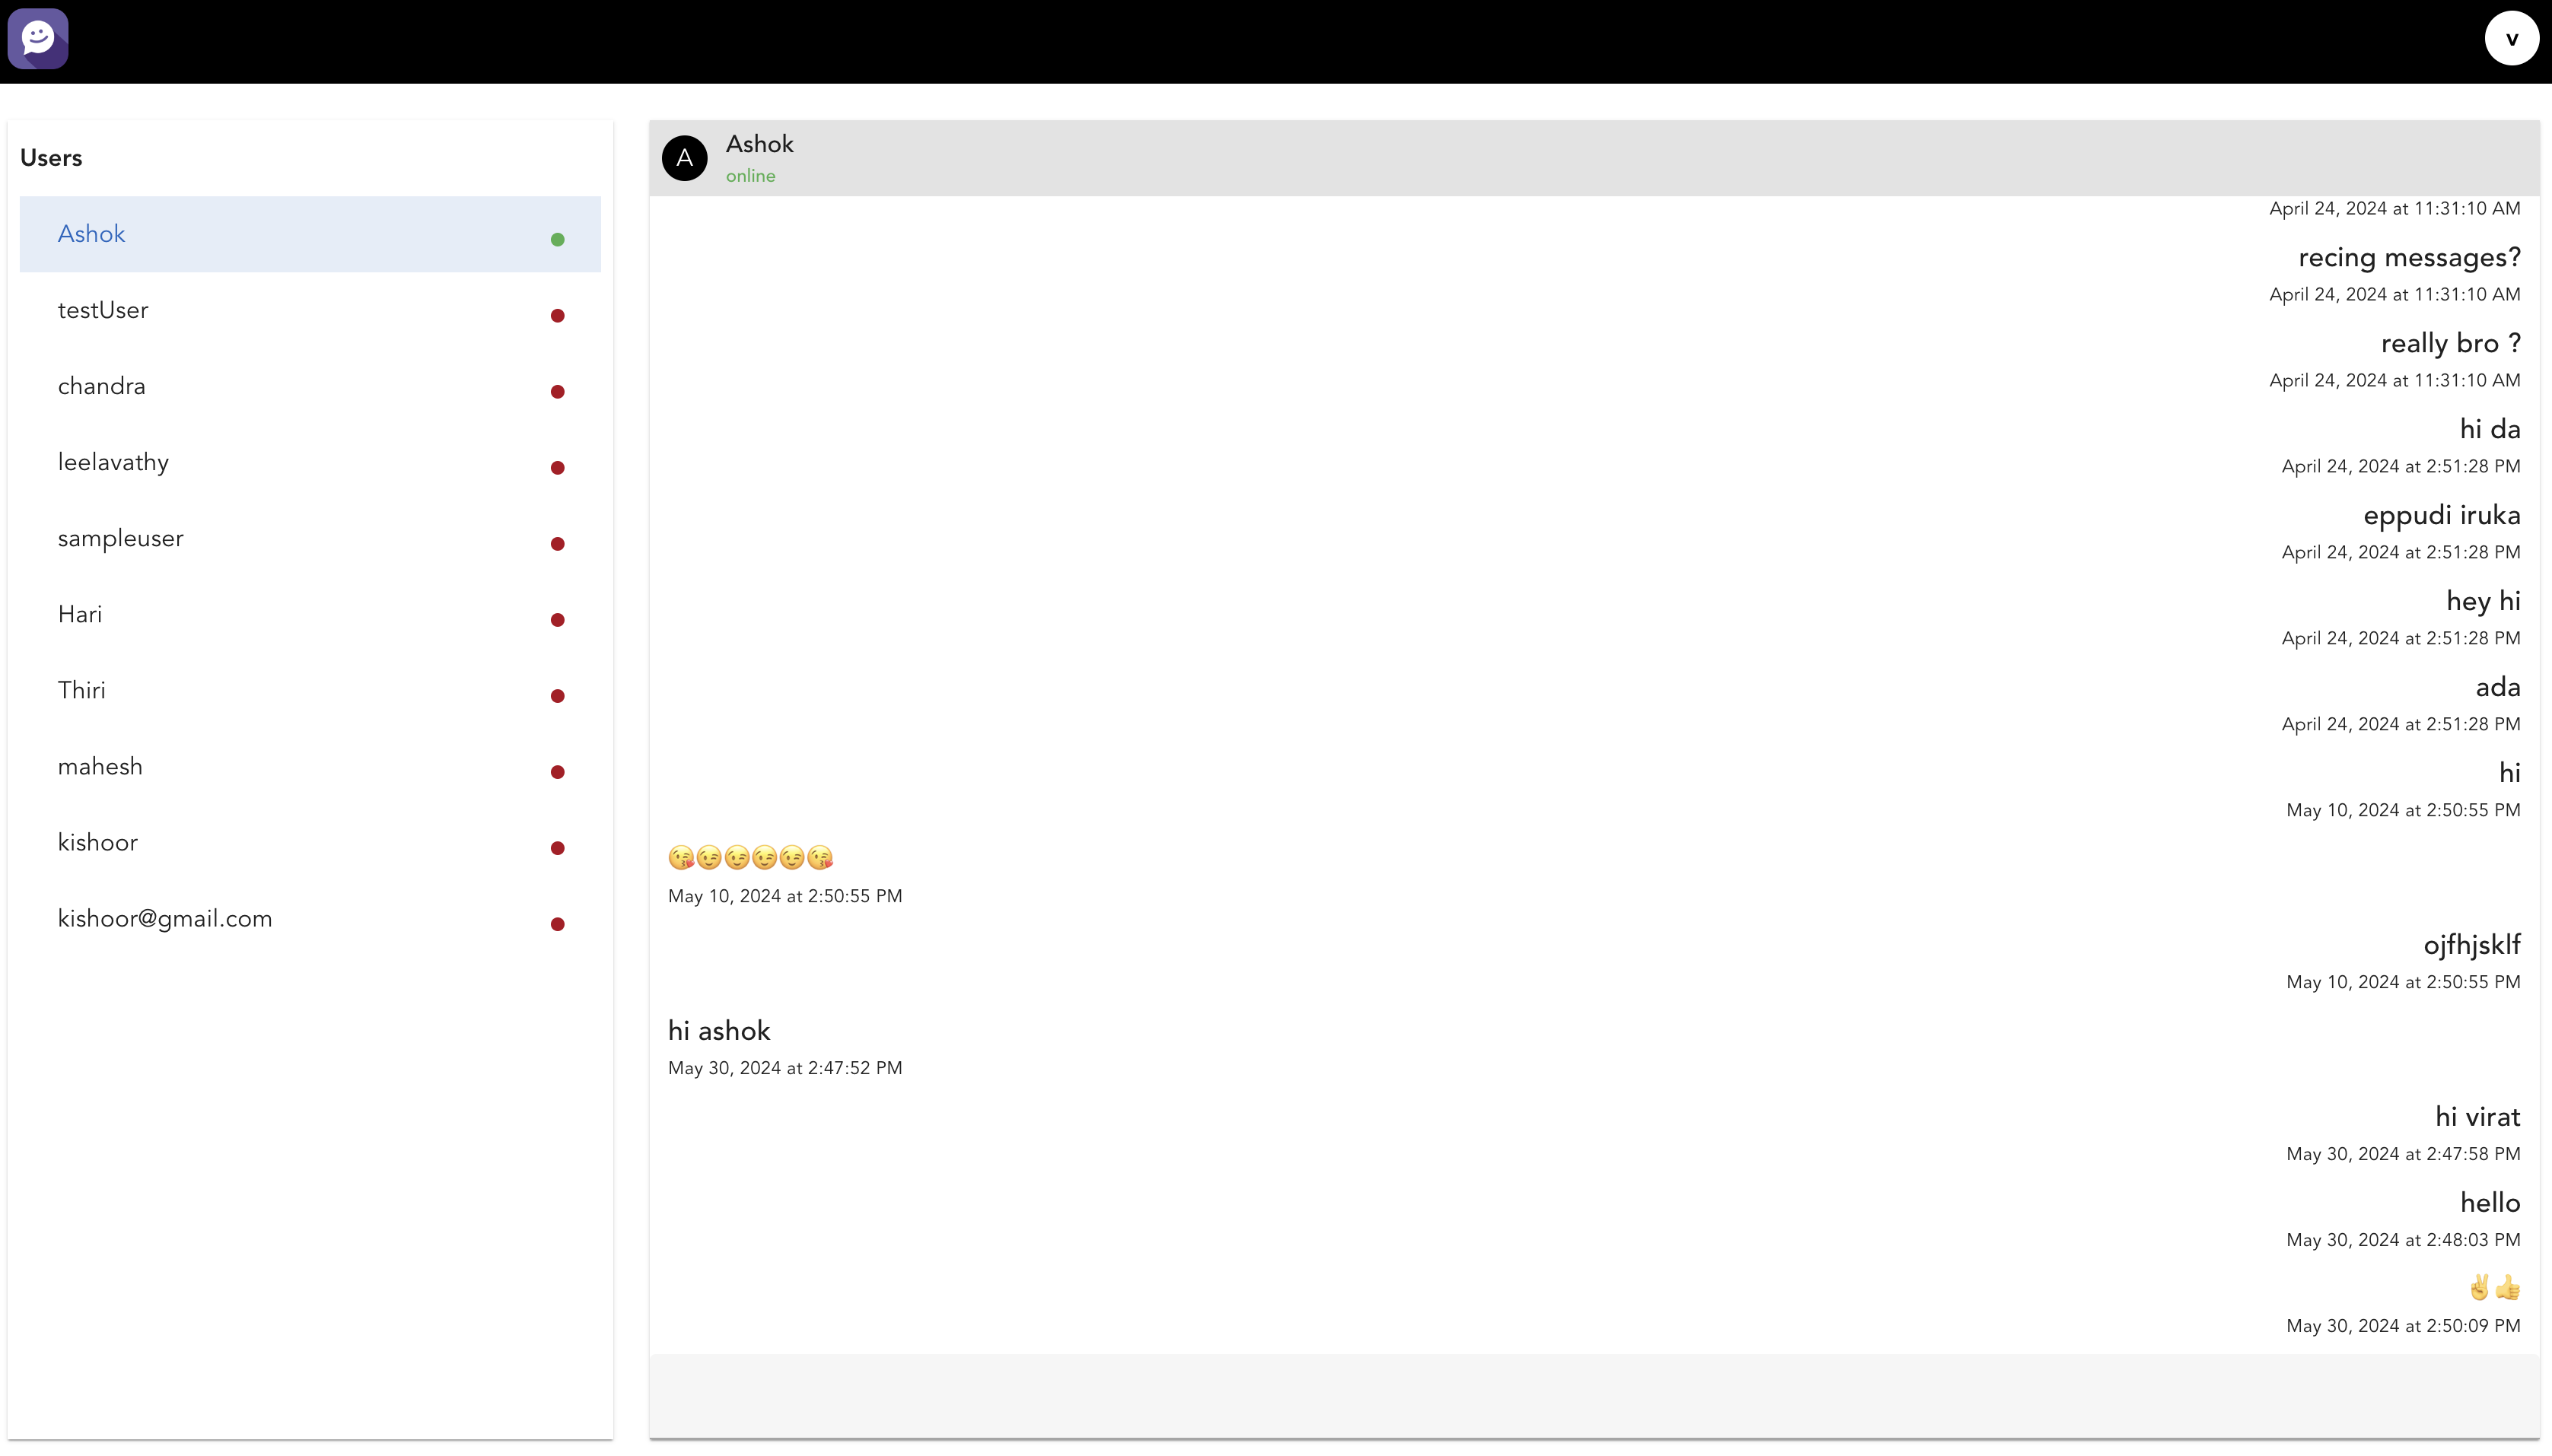 v
Users
Ashok
testUser
chandra
leelavathy
sampleuser
Hari
Thiri
mahesh
kishoor
kishoor@gmail.com
A
Ashok
online
April 24, 2024 at 11:31:10 AM
recing messages?
April 24, 2024 at 11:31:10 AM
really bro ?
April 24, 2024 at 11:31:10 AM
hi da
April 24, 2024 at 2:51:28 PM
eppudi iruka
April 24, 2024 at 2:51:28 PM
hey hi
April 24, 2024 at 2:51:28 PM
ada
April 24, 2024 at 2:51:28 PM
hi
May 10, 2024 at 2:50:55 PM
😘😉😉😉😉😘
May 10, 2024 at 2:50:55 PM
ojfhjsklf
May 10, 2024 at 2:50:55 PM
hi ashok
May 30, 2024 at 2:47:52 PM
hi virat
May 30, 2024 at 2:47:58 PM
hello
May 30, 2024 at 2:48:03 PM
✌️👍
May 30, 2024 at 2:50:09 PM